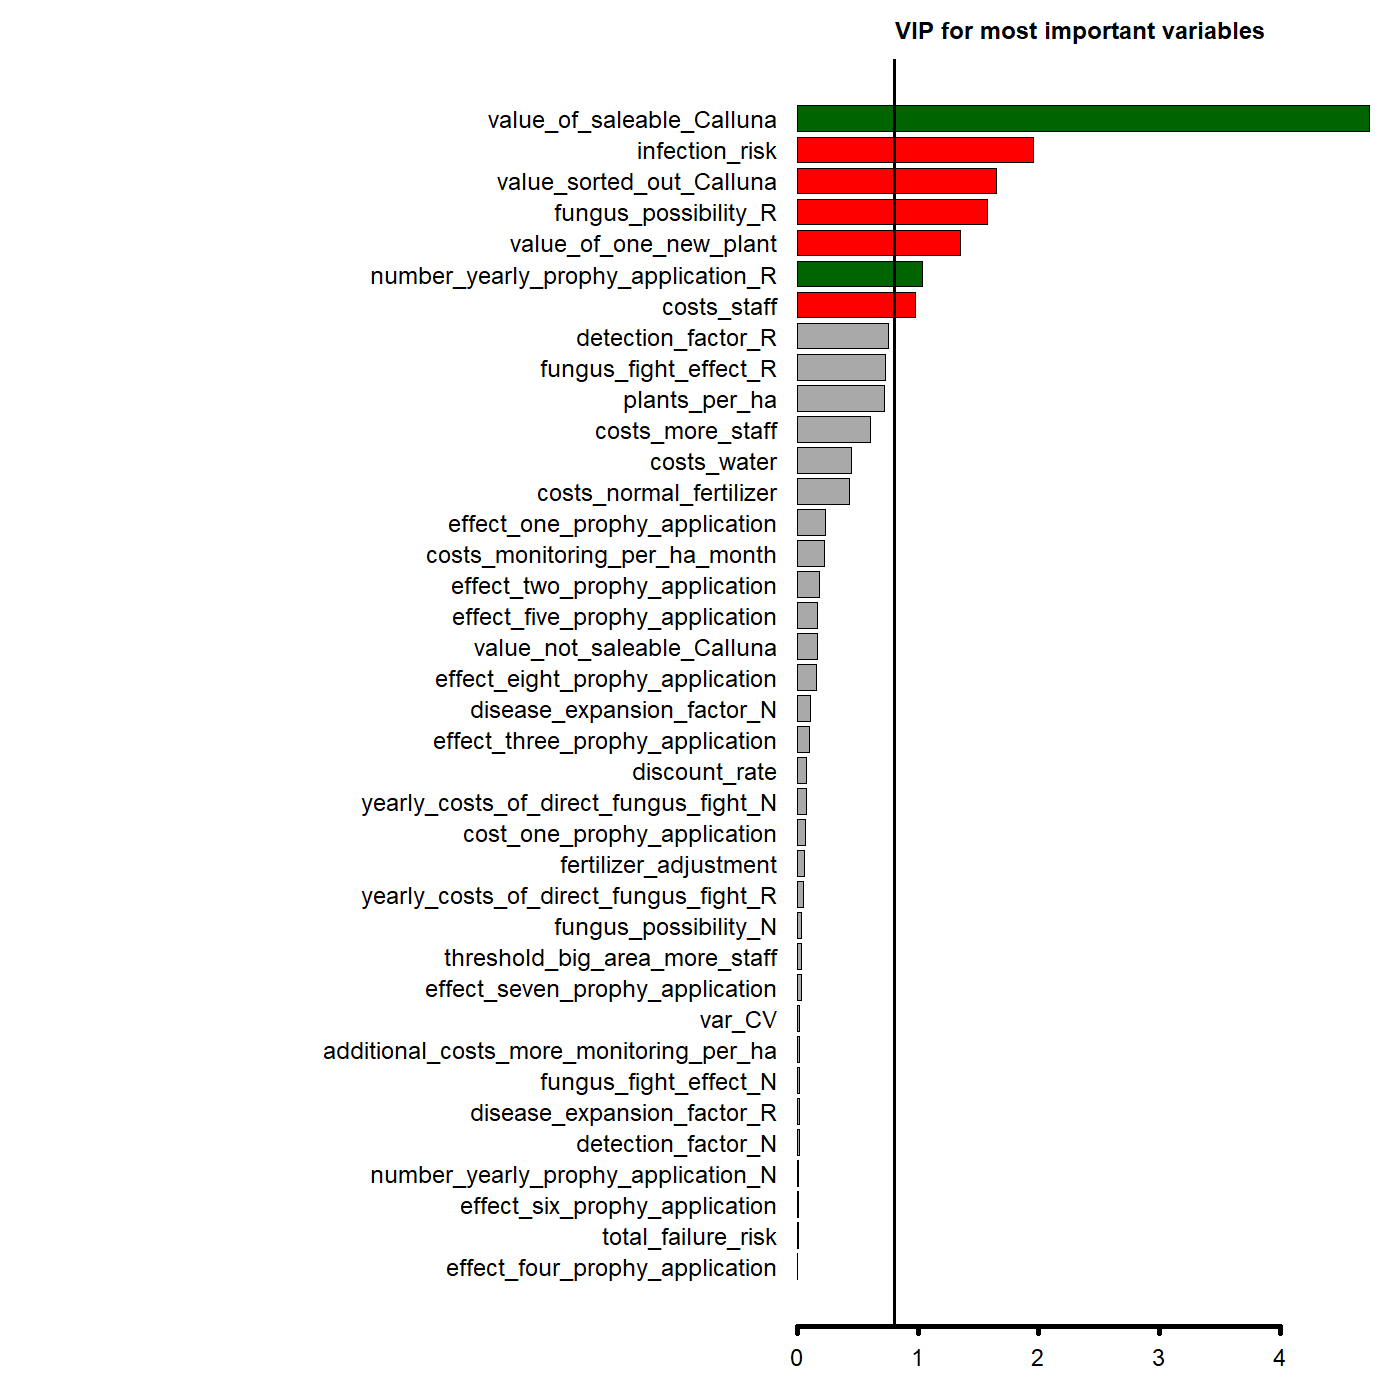 VIP for most important variables
value_of_saleable_Calluna
infection_risk
value_sorted_out_Calluna
fungus_possibility_R
value_of_one_new_plant
number_yearly_prophy_application_R
costs_staff
detection_factor_R
fungus_fight_effect_R
plants_per_ha
costs_more_staff
costs_water
costs_normal_fertilizer
effect_one_prophy_application
costs_monitoring_per_ha_month
effect_two_prophy_application
effect_five_prophy_application
value_not_saleable_Calluna
effect_eight_prophy_application
disease_expansion_factor_N
effect_three_prophy_application
discount_rate
yearly_costs_of_direct_fungus_fight_N
cost_one_prophy_application
fertilizer_adjustment
yearly_costs_of_direct_fungus_fight_R
fungus_possibility_N
threshold_big_area_more_staff
effect_seven_prophy_application
var_CV
additional_costs_more_monitoring_per_ha
fungus_fight_effect_N
disease_expansion_factor_R
detection_factor_N
number_yearly_prophy_application_N
effect_six_prophy_application
total_failure_risk
effect_four_prophy_application
0 1 2 3 4